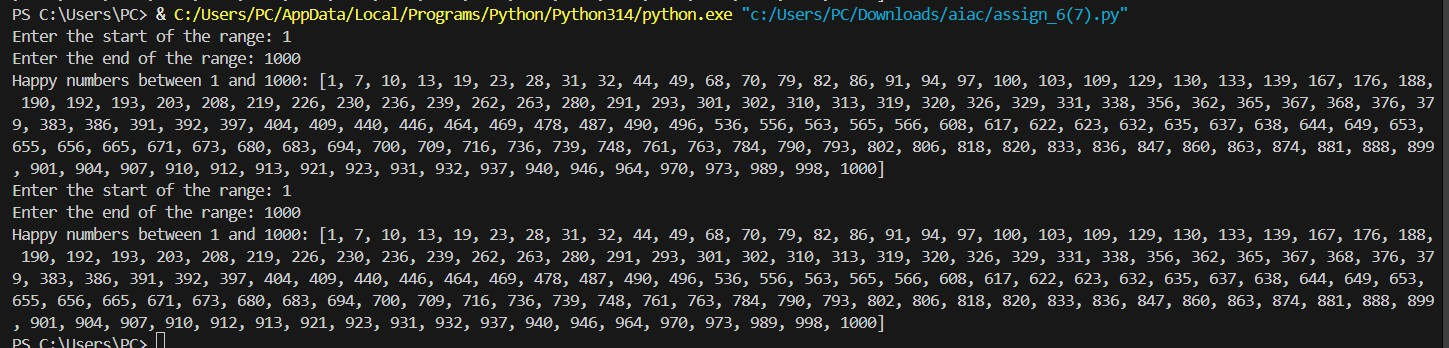 PS C:\Users\PC> & C:/Users/PC/AppData/Local/Programs/Python/Python314/python.exe "c:/Users/PC/Downloads/aiac/assign_6(7).py"
Enter the start of the range: 1
Enter the end of the range: 1000
Happy numbers between 1 and 1000: [1, 7, 10, 13, 19, 23, 28, 31, 32, 44, 49, 68, 70, 79, 82, 86, 91, 94, 97, 100, 103, 109, 129, 130, 133, 139, 167, 176, 188,
190, 192, 193, 203, 208, 219, 226, 230, 236, 239, 262, 263, 280, 291, 293, 301, 302, 310, 313, 319, 320, 326, 329, 331, 338, 356, 362, 365, 367, 368, 376, 37
9, 383, 386, 391, 392, 397, 404, 409, 440, 446, 464, 469, 478, 487, 490, 496, 536, 556, 563, 565, 566, 608, 617, 622, 623, 632, 635, 637, 638, 644, 649, 653,
655, 656, 665, 671, 673, 680, 683, 694, 700, 709, 716, 736, 739, 748, 761, 763, 784, 790, 793, 802, 806, 818, 820, 833, 836, 847, 860, 863, 874, 881, 888, 899
, 901, 904, 907, 910, 912, 913, 921, 923, 931, 932, 937, 940, 946, 964, 970, 973, 989, 998, 1000]
Enter the start of the range: 1
Enter the end of the range: 1000
Happy numbers between 1 and 1000: [1, 7, 10, 13, 19, 23, 28, 31, 32, 44, 49, 68, 70, 79, 82, 86, 91, 94, 97, 100, 103, 109, 129, 130, 133, 139, 167, 176, 188,
190, 192, 193, 203, 208, 219, 226, 230, 236, 239, 262, 263, 280, 291, 293, 301, 302, 310, 313, 319, 320, 326, 329, 331, 338, 356, 362, 365, 367, 368, 376, 37
9, 383, 386, 391, 392, 397, 404, 409, 440, 446, 464, 469, 478, 487, 490, 496, 536, 556, 563, 565, 566, 608, 617, 622, 623, 632, 635, 637, 638, 644, 649, 653,
655, 656, 665, 671, 673, 680, 683, 694, 700, 709, 716, 736, 739, 748, 761, 763, 784, 790, 793, 802, 806, 818, 820, 833, 836, 847, 860, 863, 874, 881, 888, 899
, 901, 904, 907, 910, 912, 913, 921, 923, 931, 932, 937, 940, 946, 964, 970, 973, 989, 998, 1000]
PS C:\Users\PC>